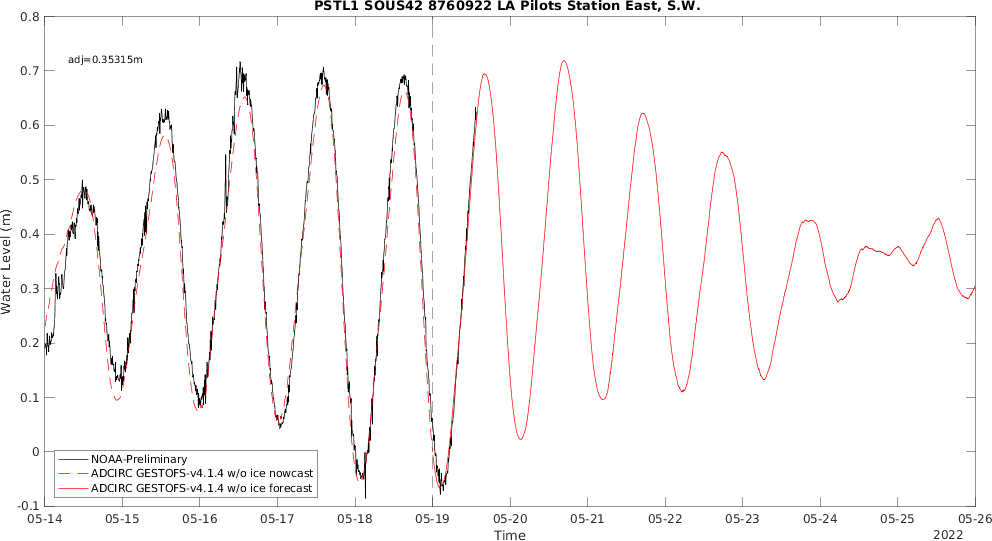 PSTL1 SOUS42 8760922 LA Pilots Station East, S.W.
adj=0.35315m
Water Level (m)
0.8
0.7
0.6
0.5
0.4
0.3
0.2
0.1
0
-0.1
NOAA-Preliminary
ADCIRC GESTOFS-v4.1.4 w/o ice nowcast
ADCIRC GESTOFS-v4.1.4 w/o ice forecast
05-14 05-15 05-16 05-17 05-18 05-19 05-20 05-21 05-22 05-23 05-24 05-25 05-26
Time
2022